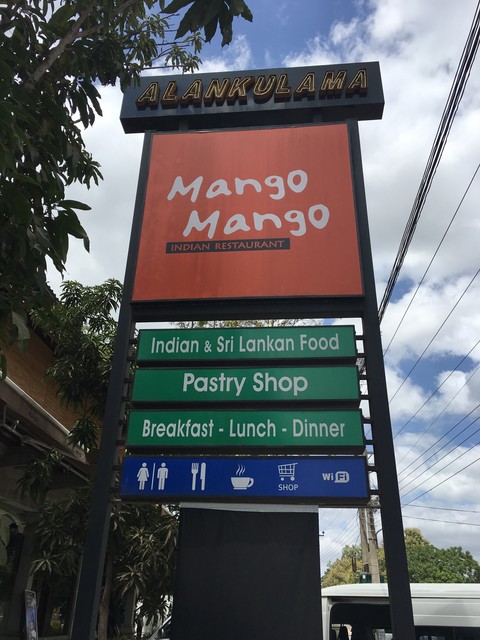 ALANKULAMA
Mango
Mango
INDIAN RESTAURANT
Indian & Sri Lankan Food
Pastry Shop
Breakfast - Lunch - Dinner
SHOP
WiFi